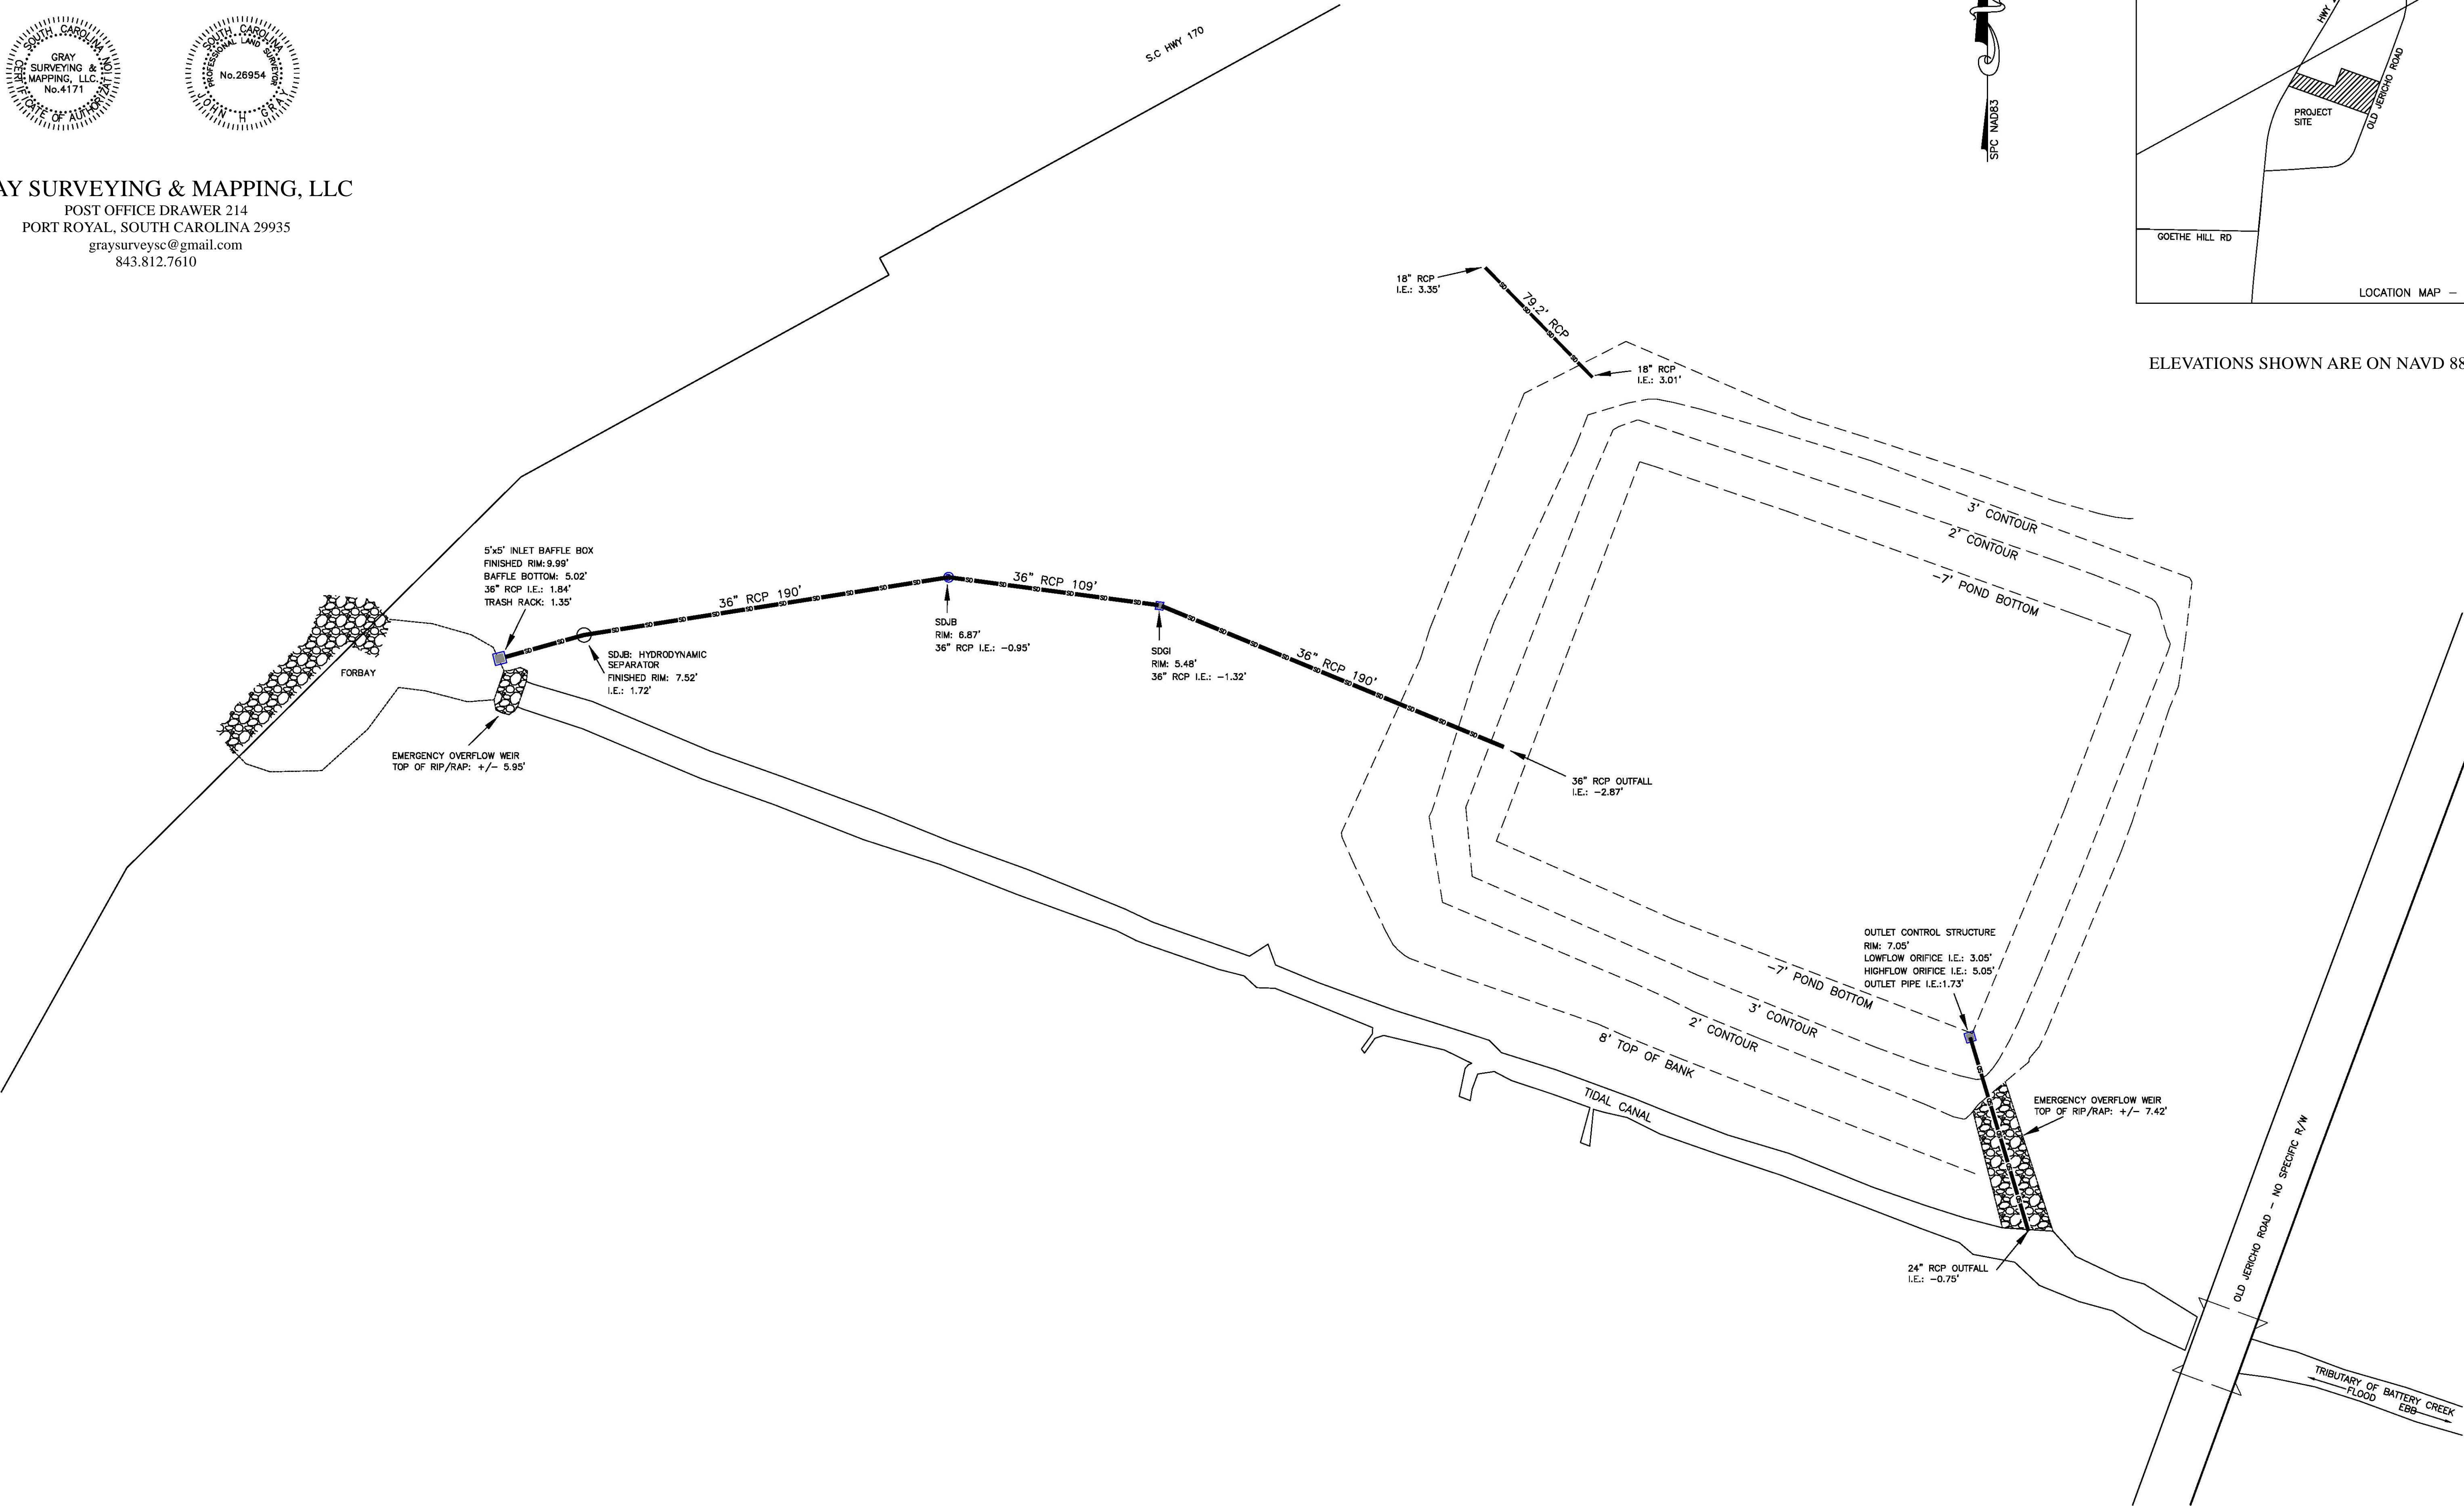 SOUTH CAROLINA
GRAY
SURVEYING &
MAPPING, LLC.
No.4171
CERTIFICATE OF AUTHORIZATION
SOUTH CAROLINA
PROFESSIONAL LAND SURVEYOR
No.26954
JOHN H GRAY
AY SURVEYING & MAPPING, LLC
POST OFFICE DRAWER 214
PORT ROYAL, SOUTH CAROLINA 29935
graysurveysc@gmail.com
843.812.7610
S.C HWY 170
SPC NAD83
HWY
PROJECT
SITE
OLD JERICHO ROAD
GOETHE HILL RD
LOCATION MAP -
ELEVATIONS SHOWN ARE ON NAVD 88
18" RCP
I.E.: 3.35'
79.2' RCP
18" RCP
I.E.: 3.01'
3' CONTOUR
2' CONTOUR
-7' POND BOTTOM
5'x5' INLET BAFFLE BOX
FINISHED RIM: 9.99'
BAFFLE BOTTOM: 5.02'
36" RCP I.E.: 1.84'
TRASH RACK: 1.35'
36" RCP 190'
36" RCP 109'
SDJB
RIM: 6.87'
36" RCP I.E.: -0.95'
SDJB: HYDRODYNAMIC
SEPARATOR
FINISHED RIM: 7.52'
I.E.: 1.72'
SDGI
RIM: 5.48'
36" RCP I.E.: -1.32'
36" RCP 190'
FORBAY
EMERGENCY OVERFLOW WEIR
TOP OF RIP/RAP: +/- 5.95'
36" RCP OUTFALL
I.E.: -2.87'
OUTLET CONTROL STRUCTURE
RIM: 7.05'
LOWFLOW ORIFICE I.E.: 3.05'
HIGHFLOW ORIFICE I.E.: 5.05'
OUTLET PIPE I.E.:1.73'
-7' POND BOTTOM
3' CONTOUR
2' CONTOUR
8' TOP OF BANK
TIDAL CANAL
EMERGENCY OVERFLOW WEIR
TOP OF RIP/RAP: +/- 7.42'
24" RCP OUTFALL
I.E.: -0.75'
OLD JERICHO ROAD - NO SPECIFIC R/W
TRIBUTARY OF BATTERY CREEK
FLOOD
EBB